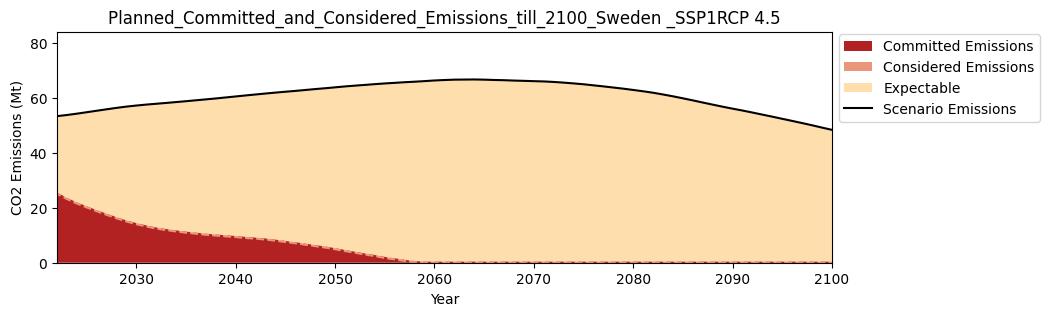 Planned_Committed_and_Considered_Emissions_till_2100_Sweden _SSP1RCP 4.5
80
60
40
20
0
CO2 Emissions (Mt)
2030 2040 2050 2060 2070 2080 2090 2100
Year
Committed Emissions
Considered Emissions
Expectable
Scenario Emissions